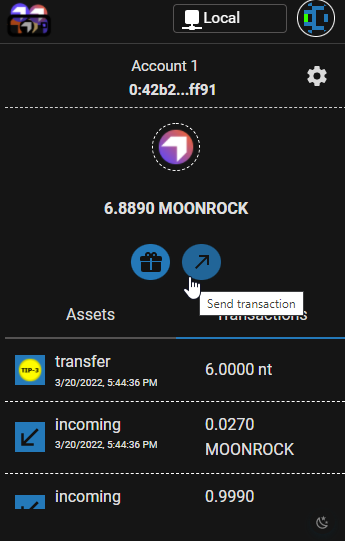 Local
Account 1
0:42b2...ff91
6.8890 MOONROCK
Send transaction
Assets
Transactions
TIP-3
transfer
3/20/2022, 5:44:36 PM
6.0000 nt
incoming
3/20/2022, 5:44:36 PM
0.0270
MOONROCK
incoming
0.9990